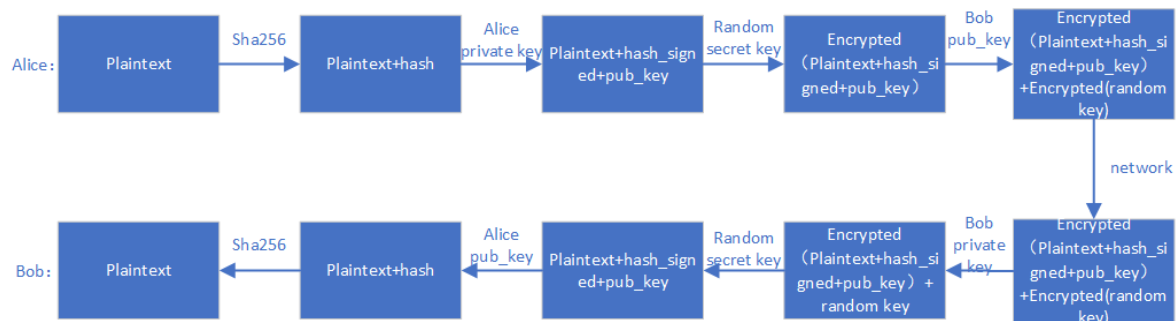 Alice：
Plaintext
Sha256
Plaintext+hash
Alice
private key
Plaintext+hash_sign
ed+pub_key
Random
secret key
Encrypted
（Plaintext+hash_si
gned+pub_key）
Bob
pub_key
Encrypted
（Plaintext+hash_si
gned+pub_key）
+Encrypted(random
key)
network
Bob：
Plaintext
Sha256
Plaintext+hash
Alice
pub_key
Plaintext+hash_sign
ed+pub_key
Random
secret key
Encrypted
（Plaintext+hash_si
gned+pub_key）+
random key
Bob
private
key
Encrypted
（Plaintext+hash_si
gned+pub_key）
+Encrypted(random
key)